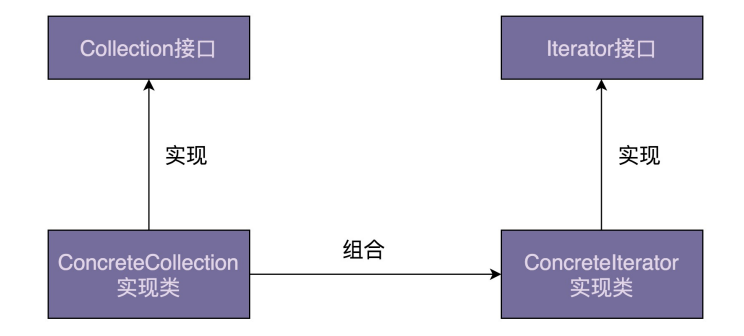 Collection接口
Iterator接口
实现
实现
组合
ConcreteCollection
实现类
ConcreteIterator
实现类